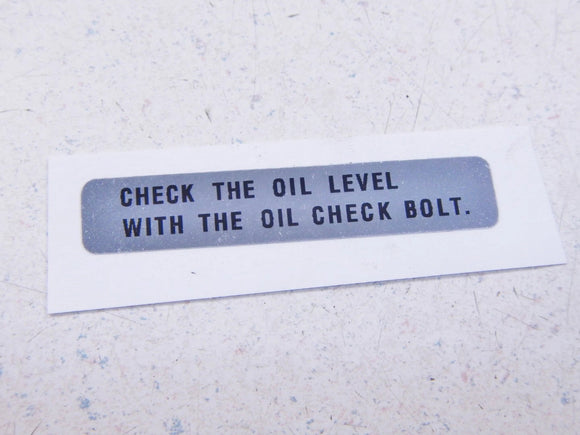 CHECK THE OIL LEVEL
WITH THE OIL CHECK BOLT.